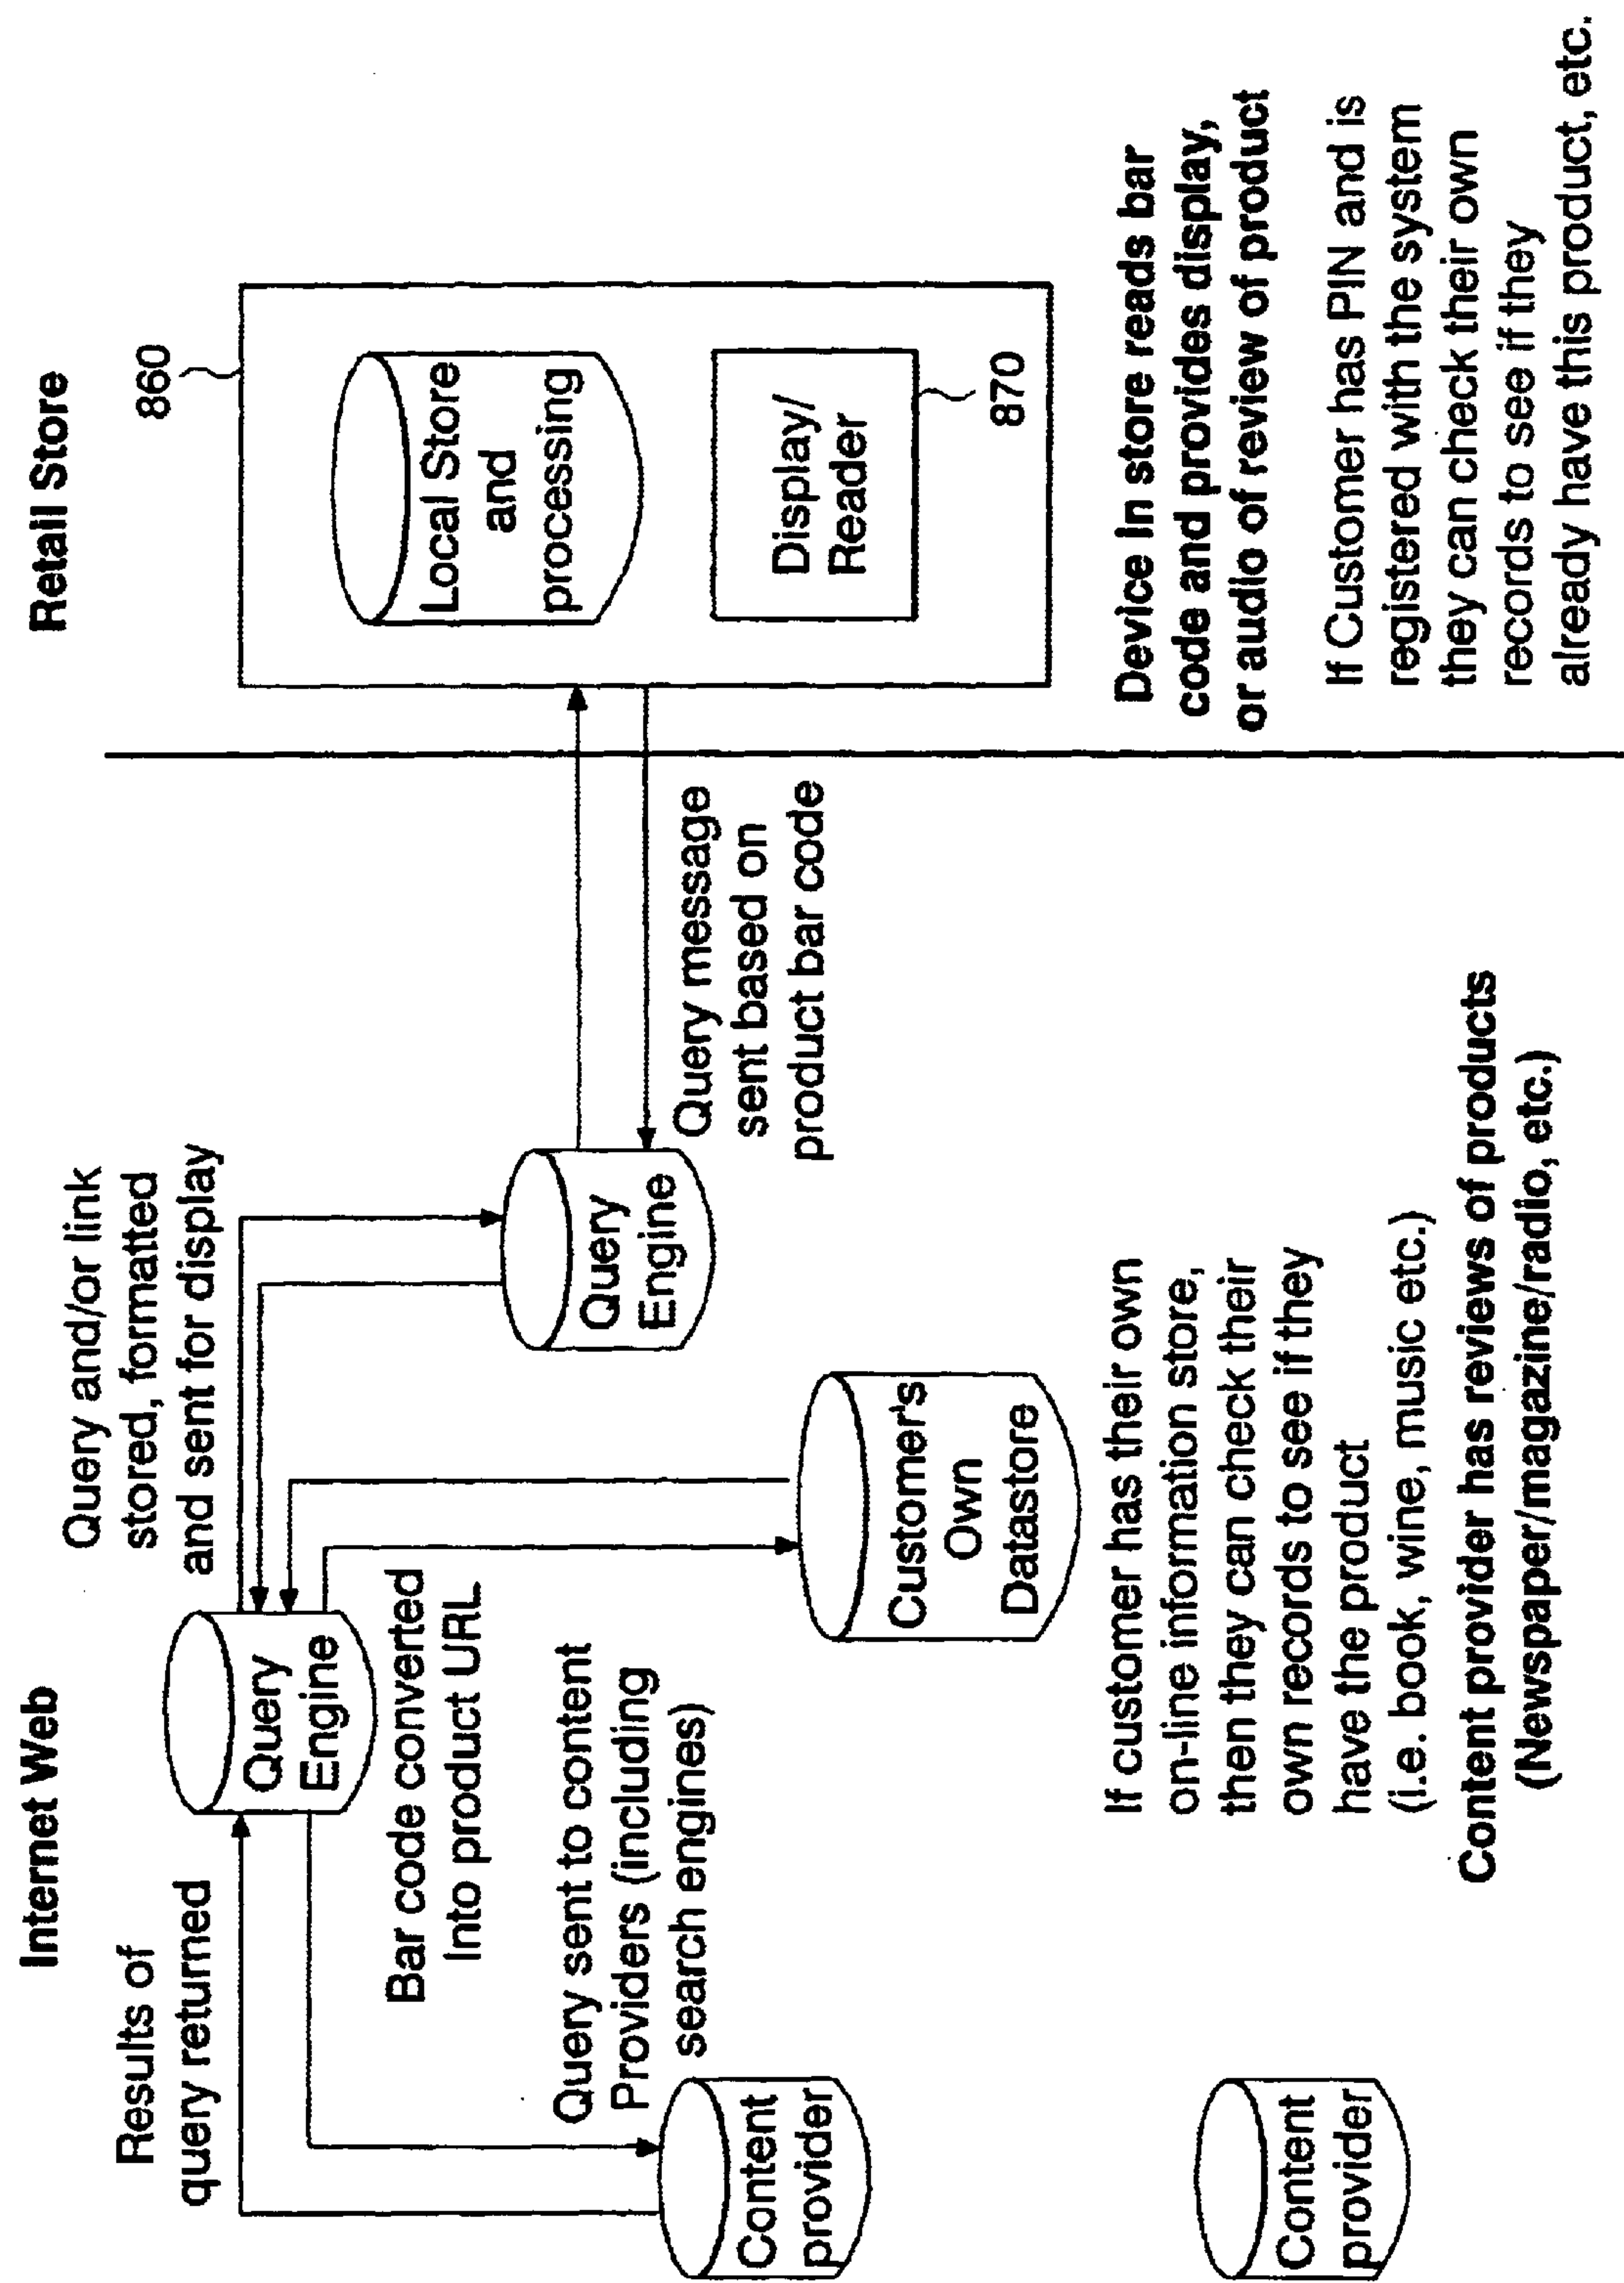 Internet Web
Retail Store
Results of
query returned
Query and/or link
stored, formatted
and sent for display
860
Query
Engine
Local Store
and
processing
Bar code converted
Into product URL
Query sent to content
Providers (including
search engines)
Query
Engine
Query message
sent based on
product bar code
Display/
Reader
870
Content
provider
Customer's
Own
Datastore
If customer has their own
on-line information store,
then they can check their
own records to see if they
have the product
(i.e. book, wine, music etc.)
Content provider has reviews of products
(Newspaper/magazine/radio, etc.)
Content
provider
Device in store reads bar
code and provides display,
or audio of review of product
If Customer has PIN and is
registered with the system
they can check their own
records to see if they
already have this product, etc.